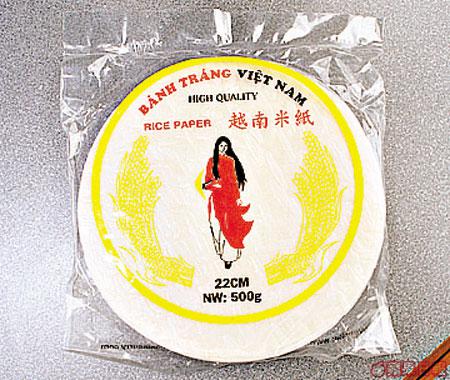 BÁNH TRÁNG VIỆT NAM
HIGH QUALITY
RICE PAPER 越南米紙
22CM
NW: 500g